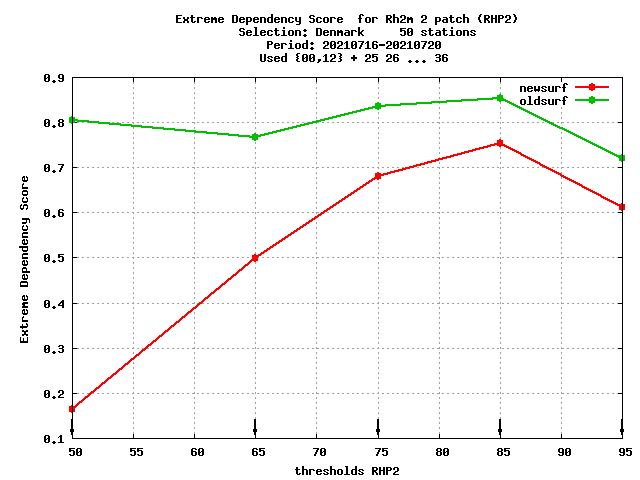 Extreme Dependency Score  for Rh2m 2 patch (RHP2)
Selection: Denmark     50 stations
Period: 20210716-20210720
Used {00,12} + 25 26 ... 36
newsurf
oldsurf
Extreme Dependency Score
0.9
0.8
0.7
0.6
0.5
0.4
0.3
0.2
0.1
50 55 60 65 70 75 80 85 90 95
thresholds RHP2